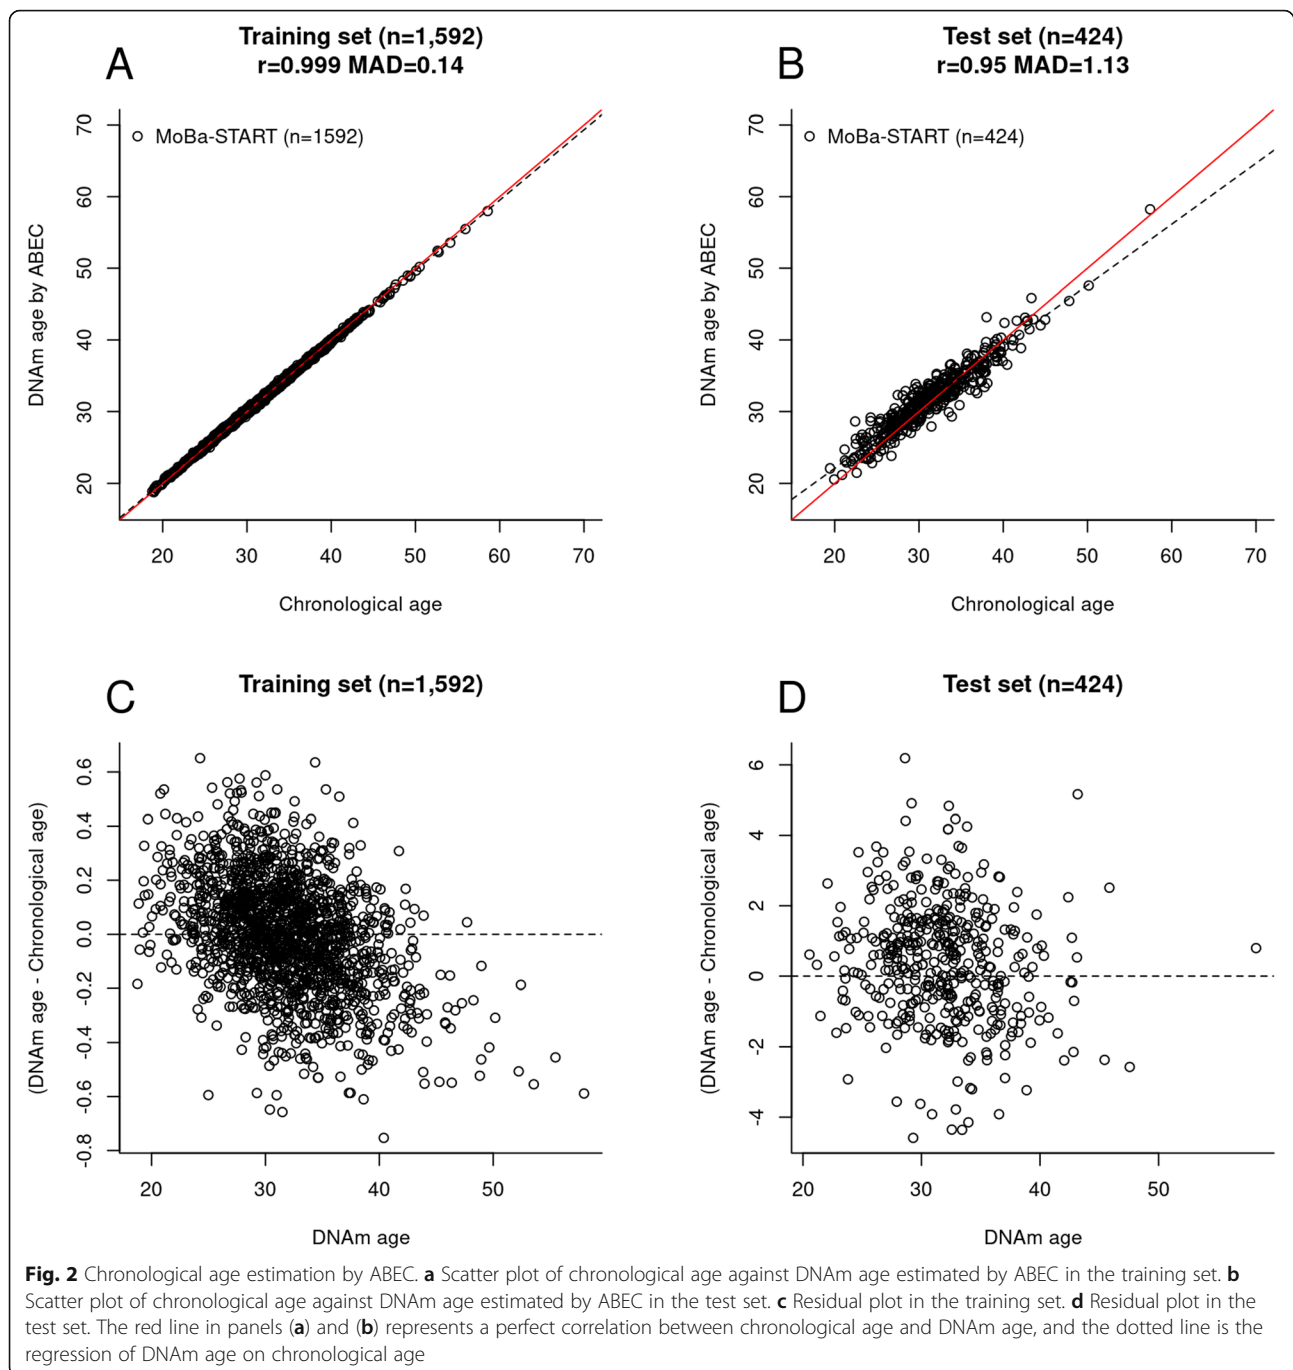 A
Training set (n=1,592)
r=0.999 MAD=0.14
MoBa-START (n=1592)
DNAm age by ABEC
70
60
50
40
30
20
20 30 40 50 60 70
Chronological age
B
Test set (n=424)
r=0.95 MAD=1.13
MoBa-START (n=424)
DNAm age by ABEC
70
60
50
40
30
20
20 30 40 50 60 70
Chronological age
C
Training set (n=1,592)
(DNAm age - Chronological age)
0.6
0.4
0.2
0.0
-0.2
-0.4
-0.6
-0.8
20 30 40 50
DNAm age
D
Test set (n=424)
(DNAm age - Chronological age)
6
4
2
0
-2
-4
20 30 40 50
DNAm age
Fig. 2 Chronological age estimation by ABEC. a Scatter plot of chronological age against DNAm age estimated by ABEC in the training set. b
Scatter plot of chronological age against DNAm age estimated by ABEC in the test set. c Residual plot in the training set. d Residual plot in the
test set. The red line in panels (a) and (b) represents a perfect correlation between chronological age and DNAm age, and the dotted line is the
regression of DNAm age on chronological age